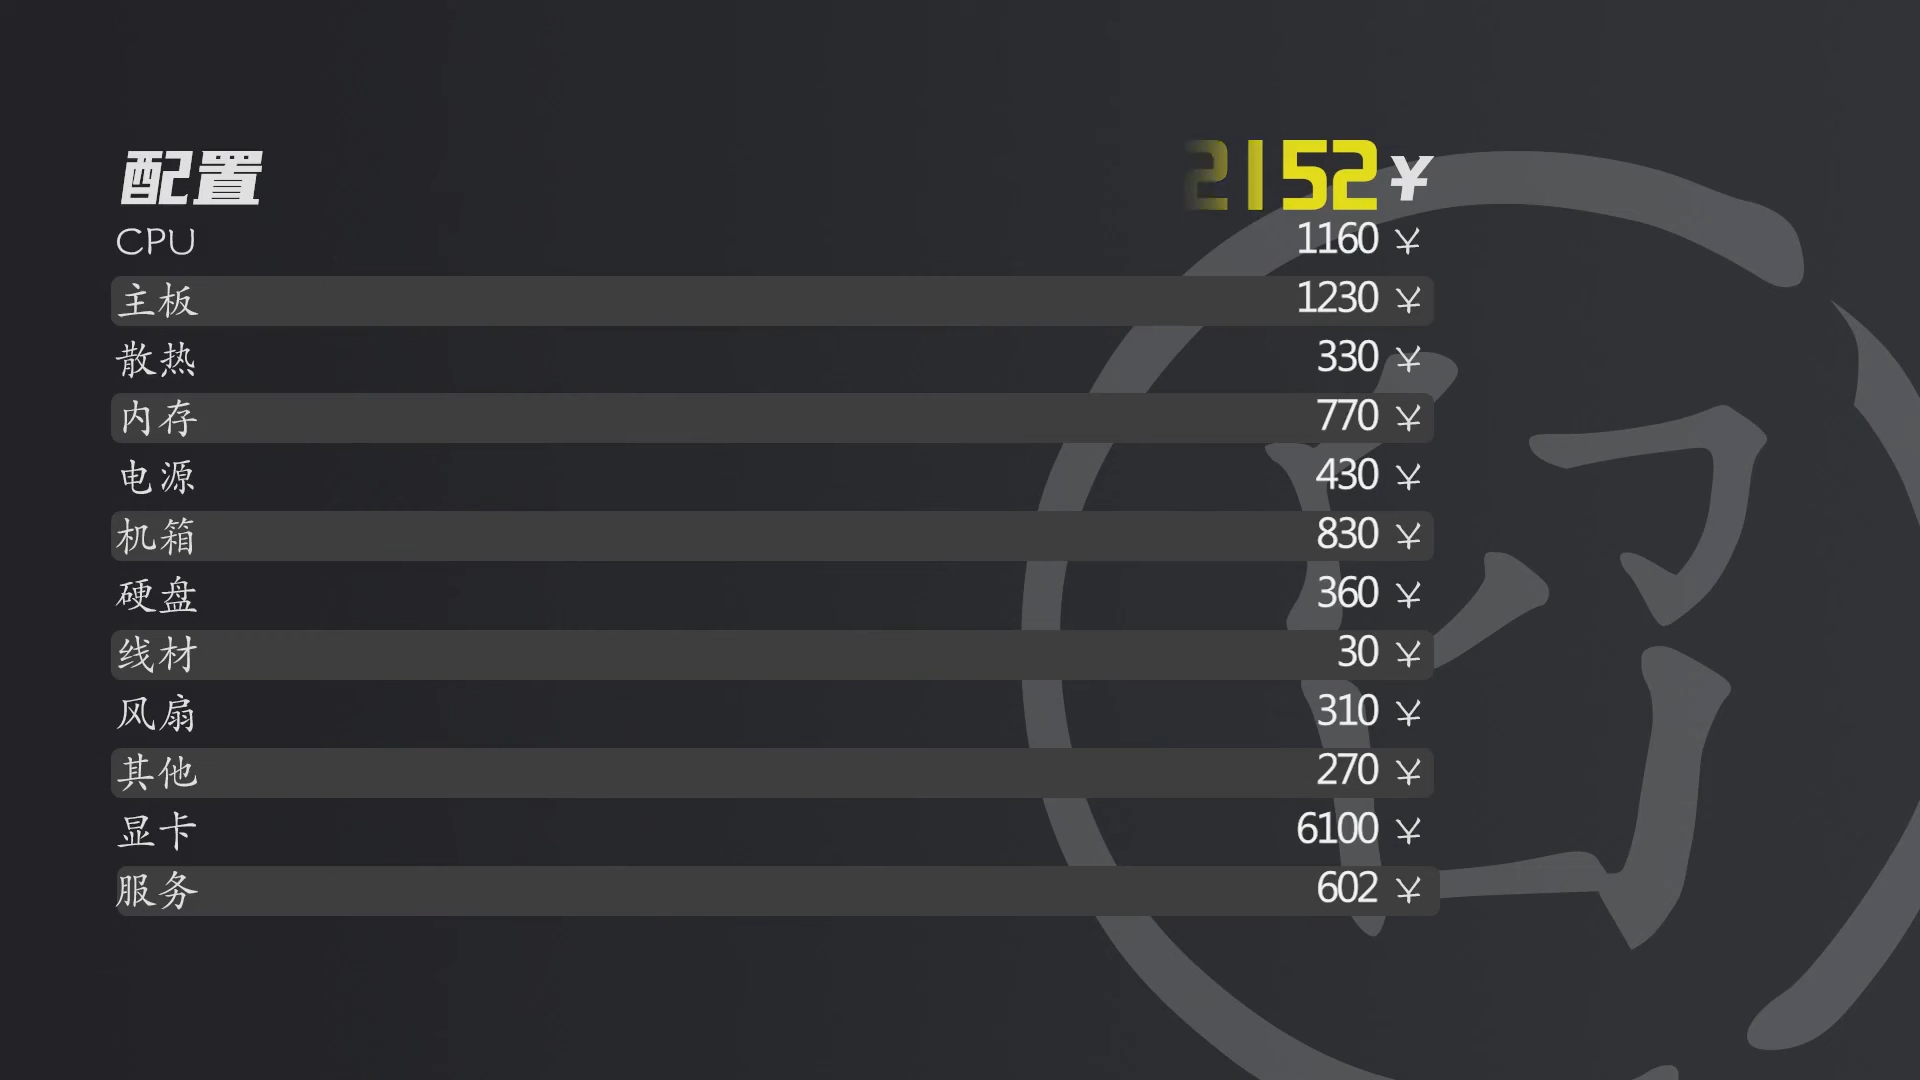 配置 2152 ¥
CPU 1160 ¥
主板 1230 ¥
散热 330 ¥
内存 770 ¥
电源 430 ¥
机箱 830 ¥
硬盘 360 ¥
线材 30 ¥
风扇 310 ¥
其他 270 ¥
显卡 6100 ¥
服务 602 ¥